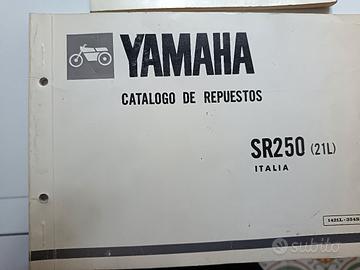 YAMAHA
CATALOGO DE REPUESTOS
SR250 (21L)
ITALIA
subito